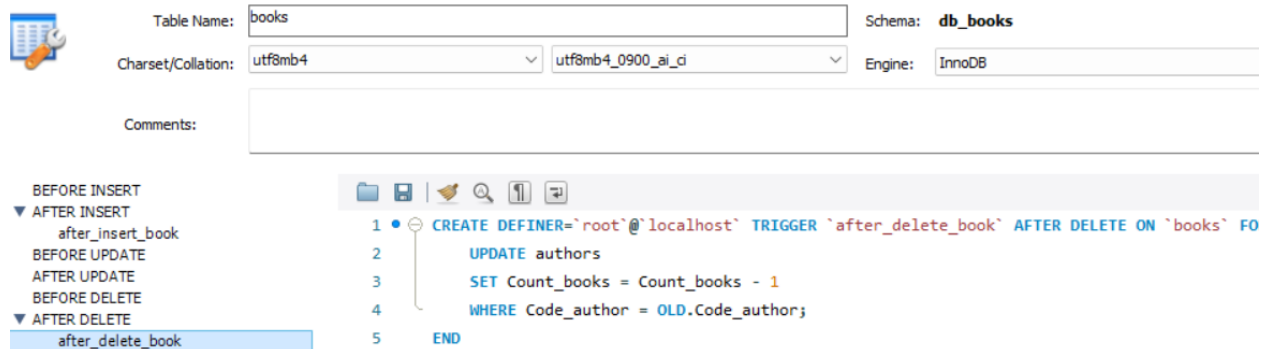 Table Name: books Schema: db_books
Charset/Collation: utf8mb4 utf8mb4_0900_ai_ci Engine: InnoDB
Comments:
BEFORE INSERT
AFTER INSERT
after_insert_book
BEFORE UPDATE
AFTER UPDATE
BEFORE DELETE
AFTER DELETE
after_delete_book
1 CREATE DEFINER=`root`@`localhost` TRIGGER `after_delete_book` AFTER DELETE ON `books` FO
2 UPDATE authors
3 SET Count_books = Count_books - 1
4 WHERE Code_author = OLD.Code_author;
5 END